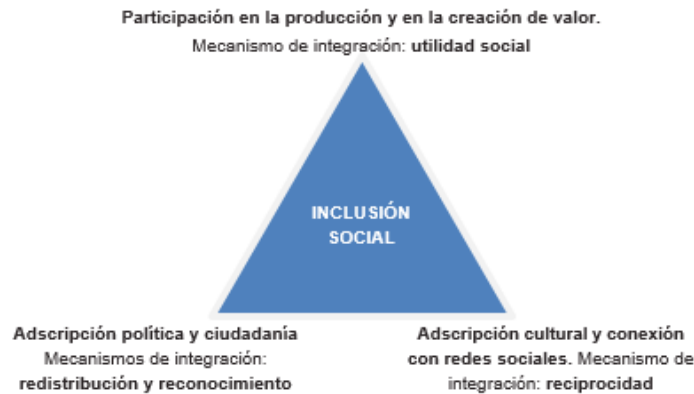 Participación en la producción y en la creación de valor.
Mecanismo de integración: utilidad social
INCLUSIÓN
SOCIAL
Adscripción política y ciudadanía
Mecanismos de integración:
redistribución y reconocimiento
Adscripción cultural y conexión
con redes sociales. Mecanismo de
integración: reciprocidad